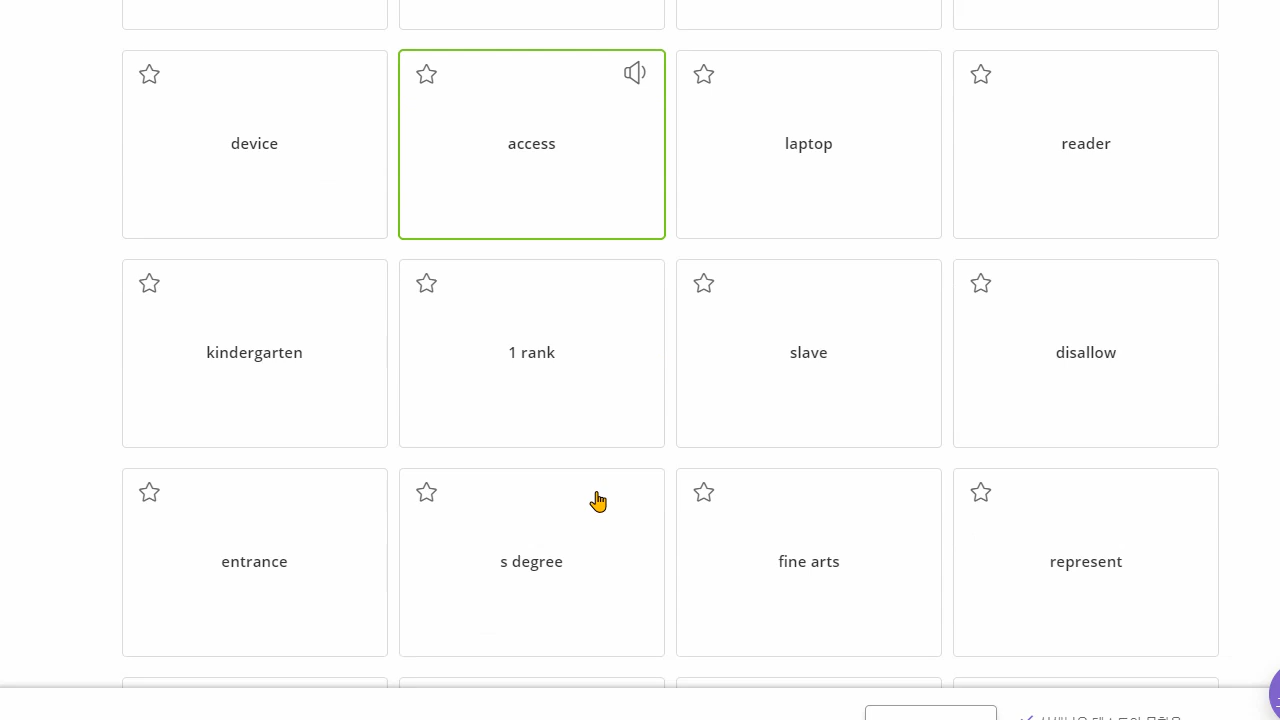 device
access
laptop
reader
kindergarten
1 rank
slave
disallow
entrance
s degree
fine arts
represent